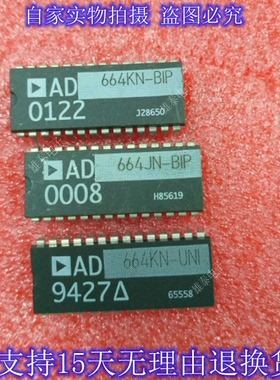 自家实物拍摄 盗图必究
AD 664KN-BIP
0122 J28650
AD 664JN-BIP
0008 H85619
AD 664KN-UNI
9427Δ 65558
支持15天无理由退换货